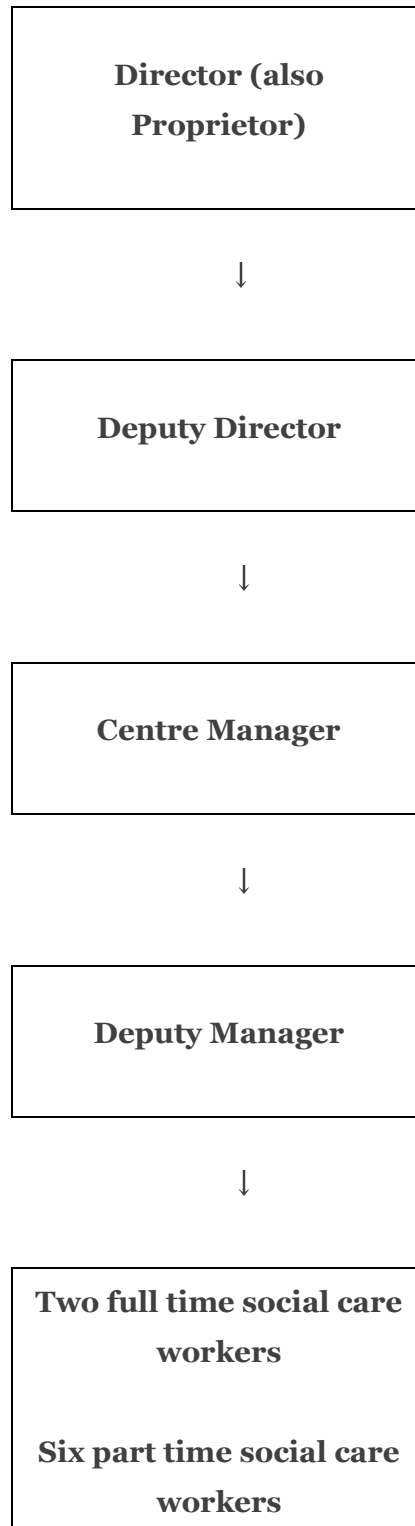 Director (also
Proprietor)
↓
Deputy Director
↓
Centre Manager
↓
Deputy Manager
↓
Two full time social care
workers
Six part time social care
workers